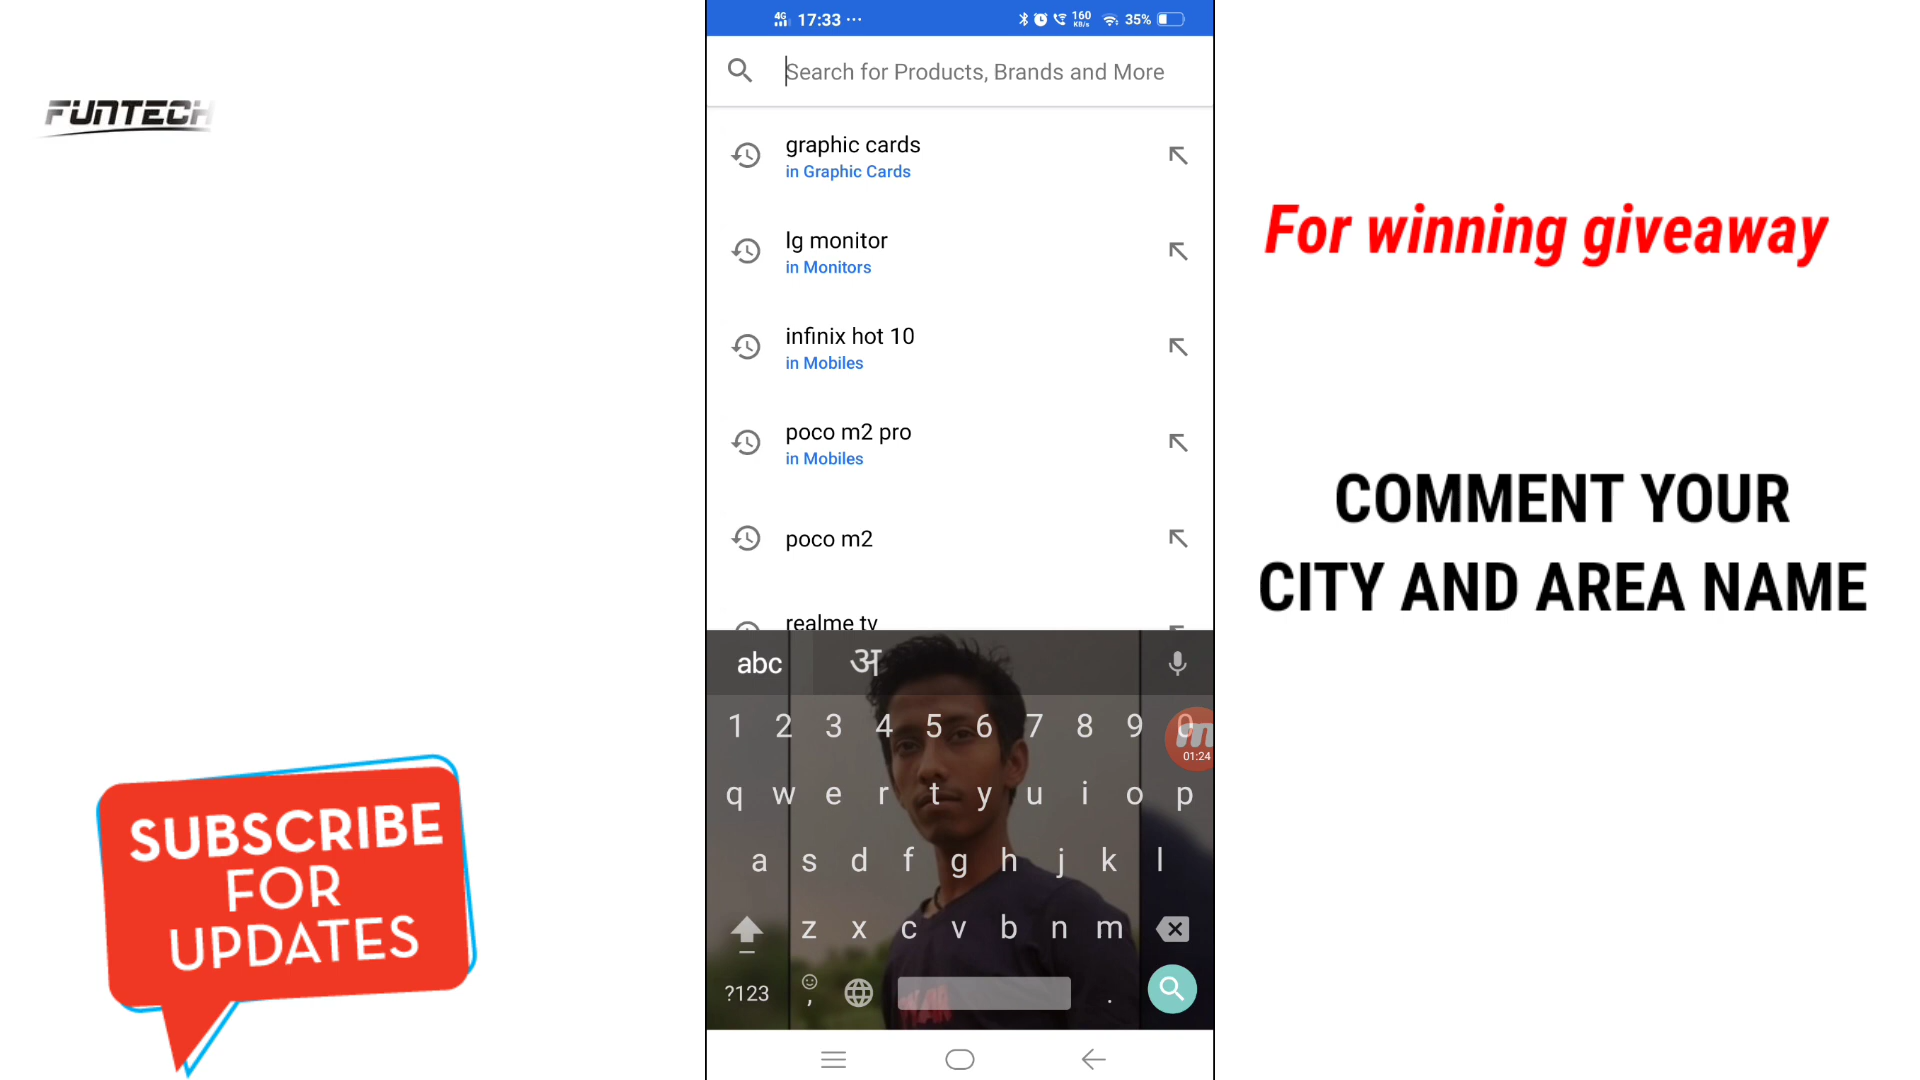 4G 17:33 ...
160 KB/s 35%
FUNTECH
Search for Products, Brands and More
graphic cards
in Graphic Cards
lg monitor
in Monitors
infinix hot 10
in Mobiles
poco m2 pro
in Mobiles
poco m2
realme tv
For winning giveaway
COMMENT YOUR
CITY AND AREA NAME
SUBSCRIBE
FOR
UPDATES
abc अ
1 2 3 4 5 6 7 8 9 0
m
01:24
q w e r t y u i o p
a s d f g h j k l
z x c v b n m
?123 , .